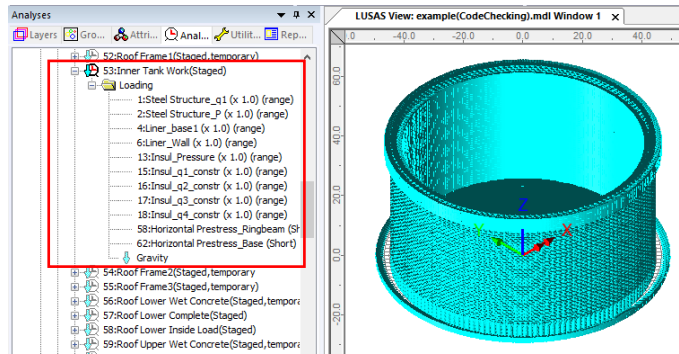 Analyses
LUSAS View: example(CodeChecking).mdl Window 1
Layers Gro... Attri... Anal... Utilit... Rep...
52:Roof Frame1(Staged,temporary)
53:Inner Tank Work(Staged)
Loading
1:Steel Structure_q1 (x 1.0) (range)
2:Steel Structure_P (x 1.0) (range)
4:Liner_base1 (x 1.0) (range)
6:Liner_Wall (x 1.0) (range)
13:Insul_Pressure (x 1.0) (range)
15:Insul_q1_constr (x 1.0) (range)
16:Insul_q2_constr (x 1.0) (range)
17:Insul_q3_constr (x 1.0) (range)
18:Insul_q4_constr (x 1.0) (range)
58:Horizontal Prestress_Ringbeam (Sh
62:Horizontal Prestress_Base (Short)
Gravity
54:Roof Frame2(Staged,temporary
55:Roof Frame3(Staged,temporary)
56:Roof Lower Wet Concrete(Staged,tempora
57:Roof Lower Complete(Staged)
58:Roof Lower Inside Load(Staged)
59:Roof Upper Wet Concrete(Staged,tempora
.0 -40.0 -20.0 0.0 20.0 40.0
60.0
40.0
20.0
0.0
-20.0
Z
Y
X